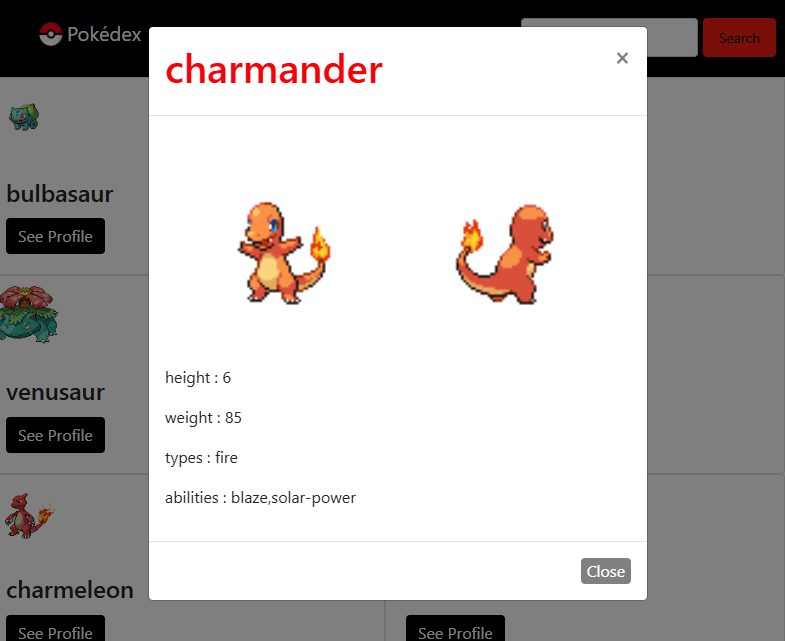 Pokédex
Search
charmander
×
bulbasaur
See Profile
height : 6
venusaur
weight : 85
See Profile
types : fire
abilities : blaze,solar-power
Close
charmeleon
See Profile
See Profile